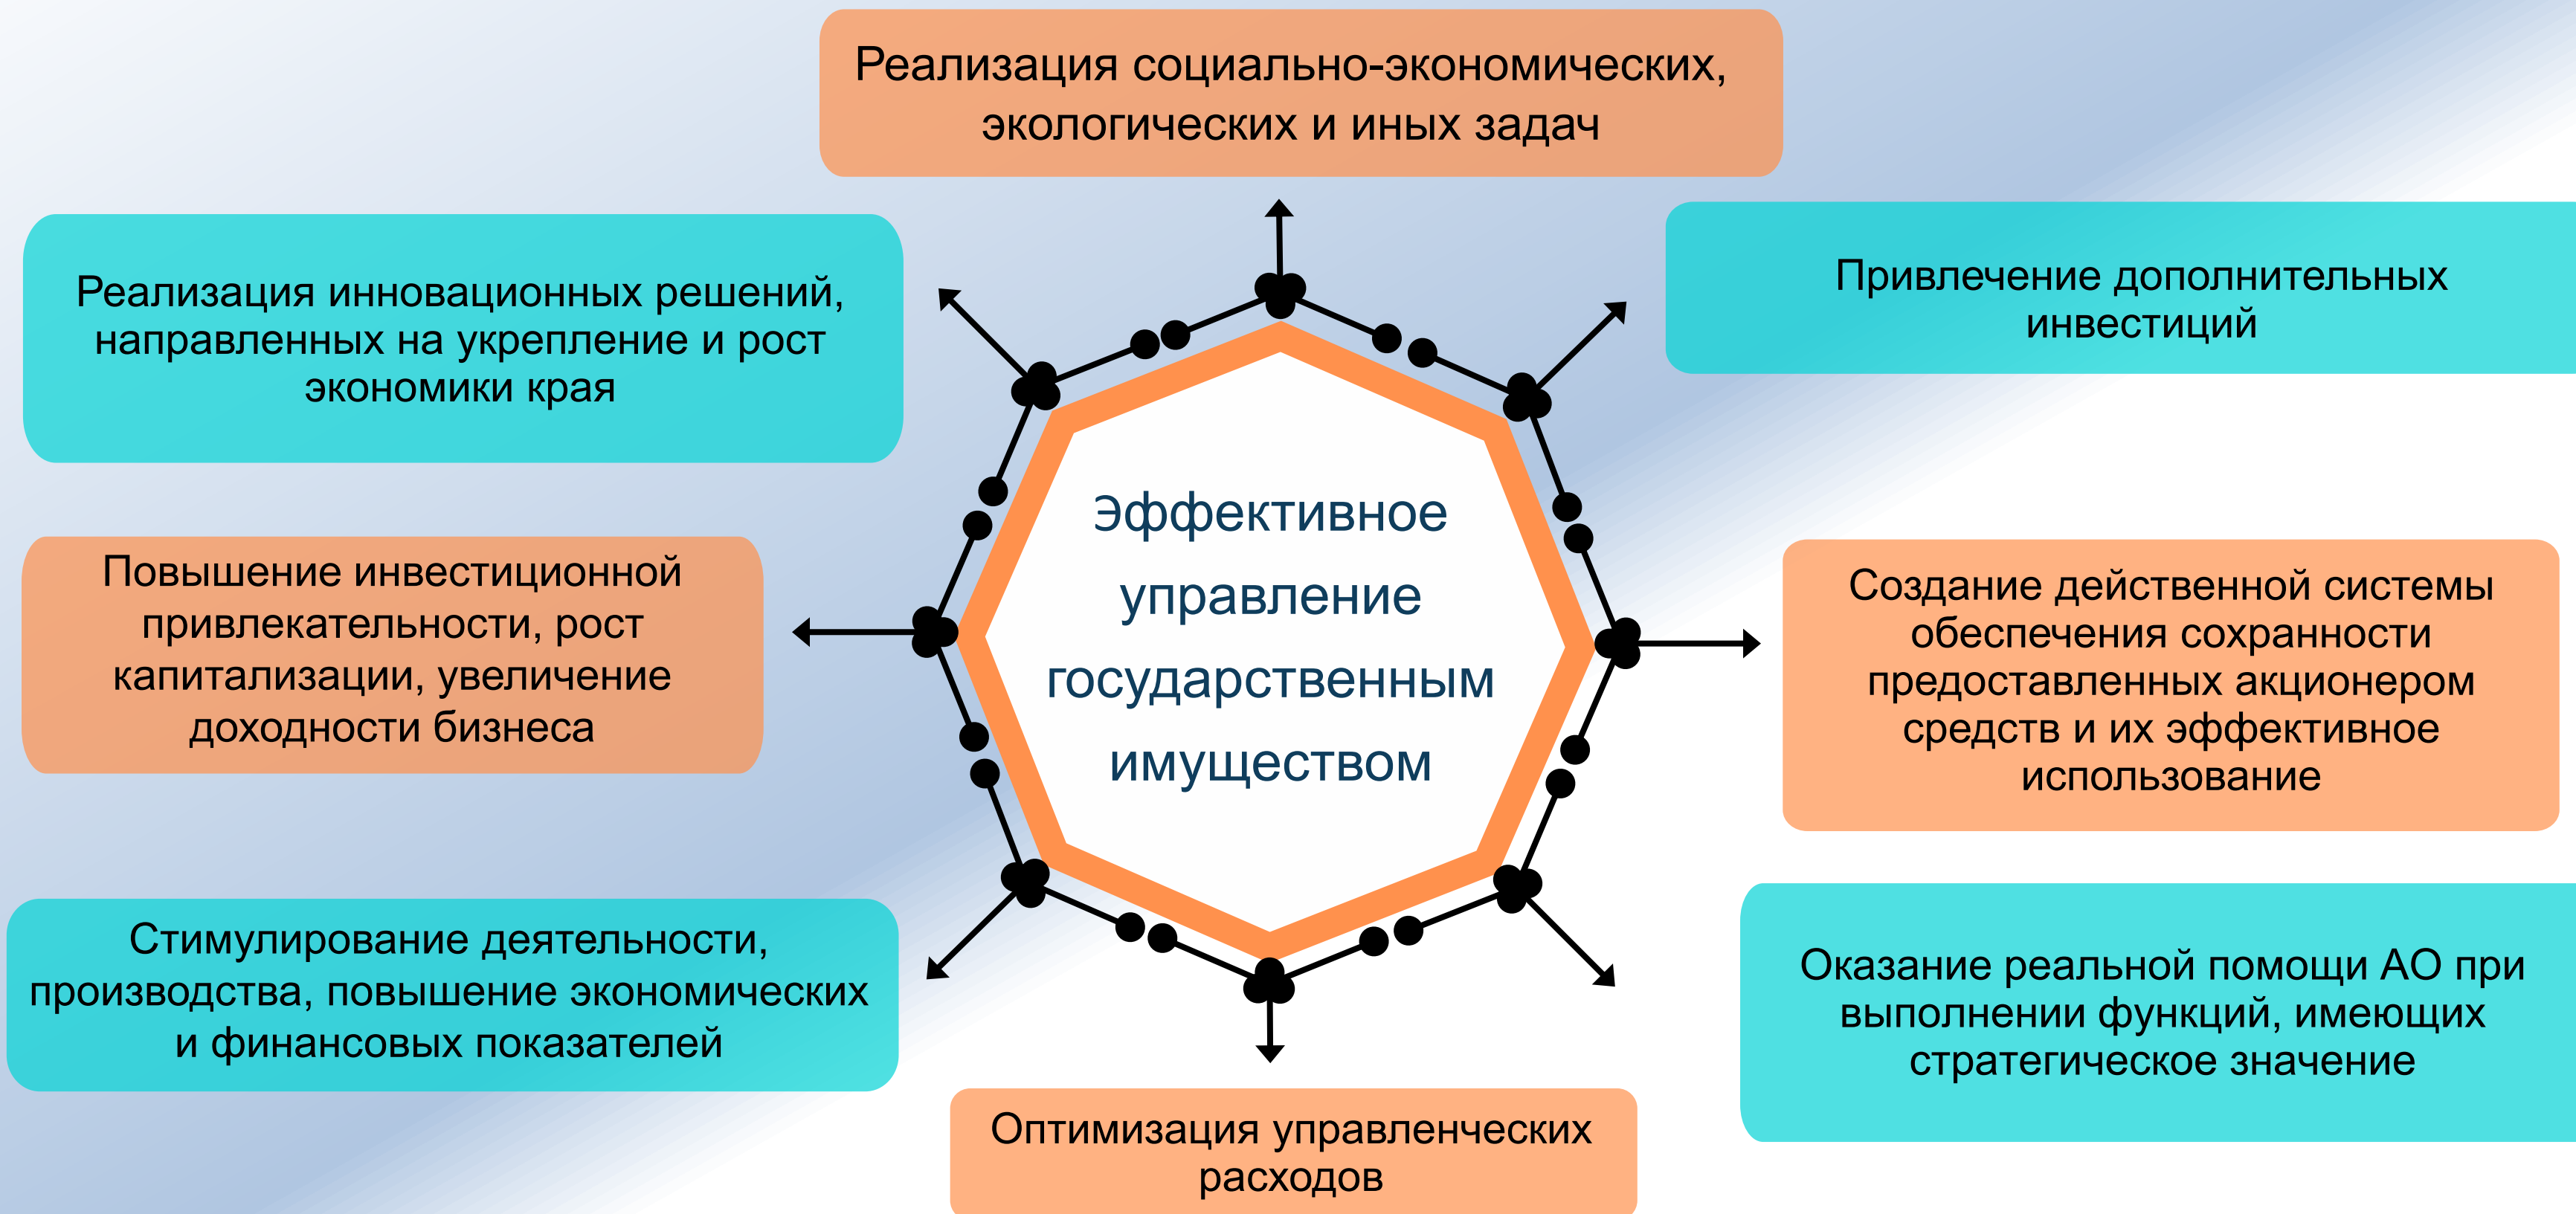 Реализация социально-экономических,
экологических и иных задач
Реализация инновационных решений,
направленных на укрепление и рост
экономики края
Привлечение дополнительных
инвестиций
Эффективное
управление
государственным
имуществом
Повышение инвестиционной
привлекательности, рост
капитализации, увеличение
доходности бизнеса
Создание действенной системы
обеспечения сохранности
предоставленных акционером
средств и их эффективное
использование
Стимулирование деятельности,
производства, повышение экономических
и финансовых показателей
Оказание реальной помощи АО при
выполнении функций, имеющих
стратегическое значение
Оптимизация управленческих
расходов